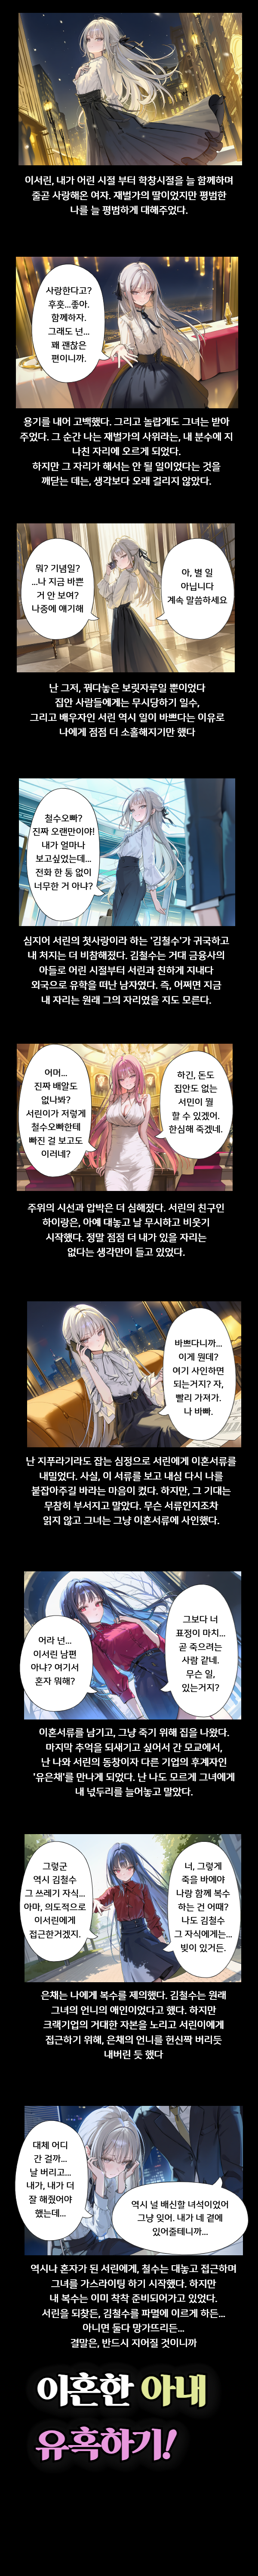 이서린, 내가 어린 시절 부터 학창시절을 늘 함께하며
줄곧 사랑해온 여자. 재벌가의 딸이었지만 평범한
나를 늘 평범하게 대해주었다.
사랑한다고?
후훗...좋아.
함께하자.
그래도 넌...
꽤 괜찮은
편이니까.
용기를 내어 고백했다. 그리고 놀랍게도 그녀는 받아
주었다. 그 순간 나는 재벌가의 사위라는, 내 분수에 지
나친 자리에 오르게 되었다.
하지만 그 자리가 해서는 안 될 일이었다는 것을
깨닫는 데는, 생각보다 오래 걸리지 않았다.
뭐? 기념일?
...나 지금 바쁜
거 안 보여?
나중에 얘기해
아, 별 일
아닙니다
계속 말씀하세요
난 그저, 꿔다놓은 보릿자루일 뿐이었다
집안 사람들에게는 무시당하기 일수,
그리고 배우자인 서린 역시 일이 바쁘다는 이유로
나에게 점점 더 소홀해지기만 했다
철수오빠?
진짜 오랜만이야!
내가 얼마나
보고싶었는데...
전화 한 통 없이
너무한 거 아냐?
심지어 서린의 첫사랑이라 하는 '김철수'가 귀국하고
내 처지는 더 비참해졌다. 김철수는 거대 금융사의
아들로 어린 시절부터 서린과 친하게 지내다
외국으로 유학을 떠난 남자였다. 즉, 어쩌면 지금
내 자리는 원래 그의 자리였을 지도 모른다.
어머...
진짜 배알도
없나봐?
서린이가 저렇게
철수오빠한테
빠진 걸 보고도
이러네?
하긴, 돈도
집안도 없는
서민이 뭘
할 수 있겠어.
한심해 죽겠네.
주위의 시선과 압박은 더 심해졌다. 서린의 친구인
하이랑은, 아예 대놓고 날 무시하고 비웃기
시작했다. 정말 점점 더 내가 있을 자리는
없다는 생각만이 들고 있었다.
바쁘다니까...
이게 뭔데?
여기 사인하면
되는거지? 자,
빨리 가져가.
나 바빠.
난 지푸라기라도 잡는 심정으로 서린에게 이혼서류를
내밀었다. 사실, 이 서류를 보고 내심 다시 나를
붙잡아주길 바라는 마음이 컸다. 하지만, 그 기대는
무참히 부서지고 말았다. 무슨 서류인지조차
읽지 않고 그녀는 그냥 이혼서류에 사인했다.
어라 넌...
이서린 남편
아냐? 여기서
혼자 뭐해?
그보다 너
표정이 마치...
곧 죽으려는
사람 같네.
무슨 일,
있는거지?
이혼서류를 남기고, 그냥 죽기 위해 집을 나왔다.
마지막 추억을 되새기고 싶어서 간 모교에서,
난 나와 서린의 동창이자 다른 기업의 후계자인
'유은채'를 만나게 되었다. 난 나도 모르게 그녀에게
내 넋두리를 늘어놓고 말았다.
그렇군
역시 김철수
그 쓰레기 자식...
아마, 의도적으로
이서린에게
접근한거겠지.
너, 그렇게
죽을 바에야
나랑 함께 복수
하는 건 어때?
나도 김철수
그 자식에게는...
빚이 있거든.
은채는 나에게 복수를 제의했다. 김철수는 원래
그녀의 언니의 애인이었다고 했다. 하지만
크랙기업의 거대한 자본을 노리고 서린이에게
접근하기 위해, 은채의 언니를 헌신짝 버리듯
내버린 듯 했다
대체 어디
간 걸까...
날 버리고...
내가, 내가 더
잘 해줬어야
했는데...
역시 널 배신할 녀석이었어
그냥 잊어. 내가 네 곁에
있어줄테니까...
역시나 혼자가 된 서린에게, 철수는 대놓고 접근하며
그녀를 가스라이팅 하기 시작했다. 하지만
내 복수는 이미 착착 준비되어가고 있었다.
서린을 되찾든, 김철수를 파멸에 이르게 하든...
아니면 둘다 망가뜨리든...
결말은, 반드시 지어질 것이니까
이혼한 아내
유혹하기!